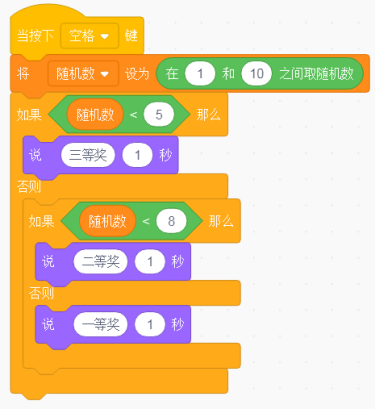 当按下 空格 键
将 随机数 设为 在 1 和 10 之间取随机数
如果 随机数 < 5 那么
说 三等奖 1 秒
否则
如果 随机数 < 8 那么
说 二等奖 1 秒
否则
说 一等奖 1 秒